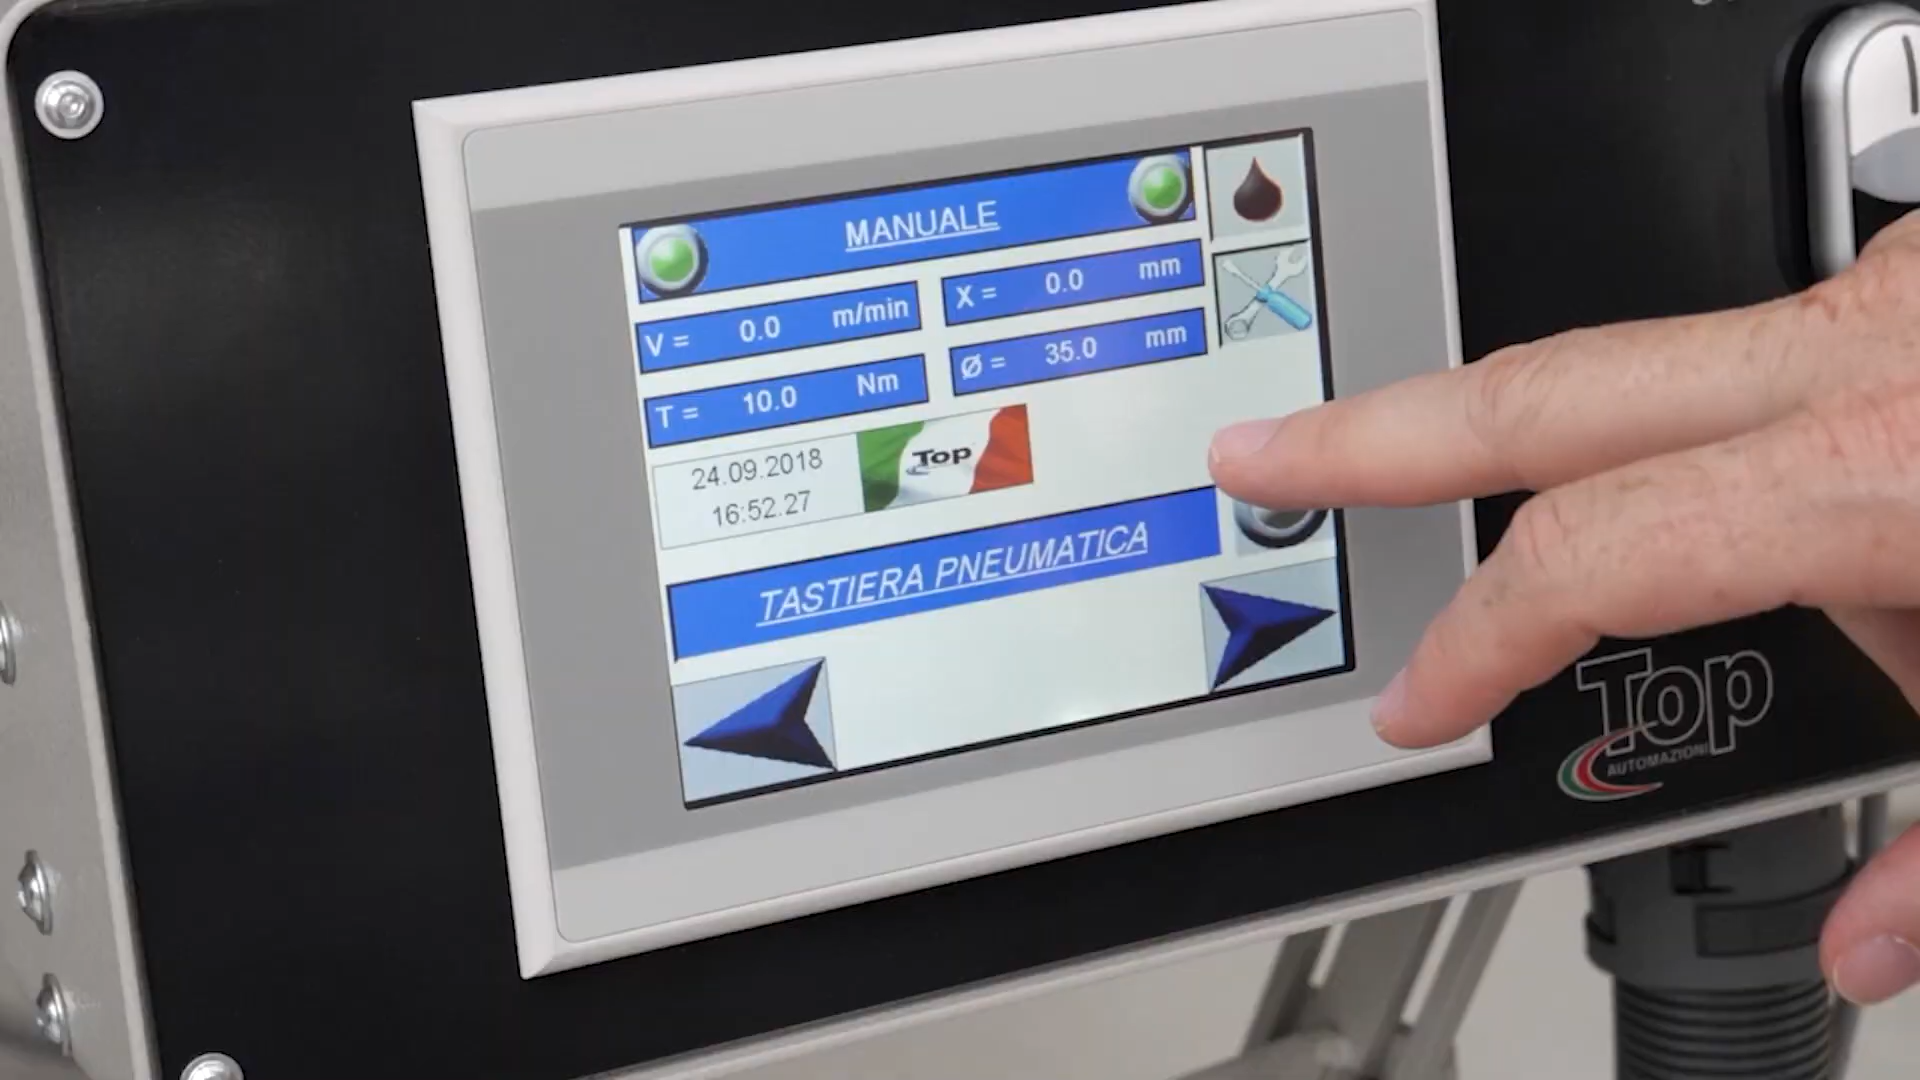 MANUALE
V = 0.0 m/min
X = 0.0 mm
T = 10.0 Nm
Ø = 35.0 mm
24.09.2018
16:52.27
Top
TASTIERA PNEUMATICA
Top
AUTOMAZIONI